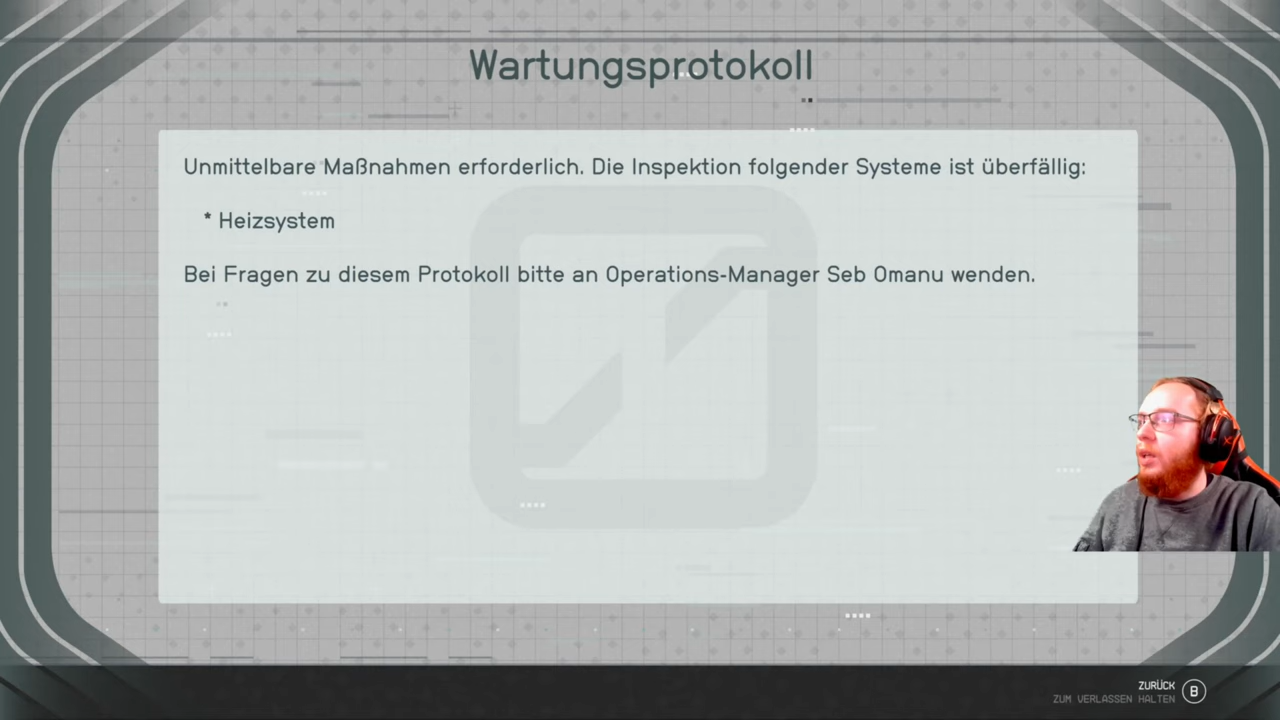 Wartungsprotokoll
Unmittelbare Maßnahmen erforderlich. Die Inspektion folgender Systeme ist überfällig:
* Heizsystem
Bei Fragen zu diesem Protokoll bitte an Operations-Manager Seb Omanu wenden.
ZURÜCK
ZUM VERLASSEN HALTEN
B